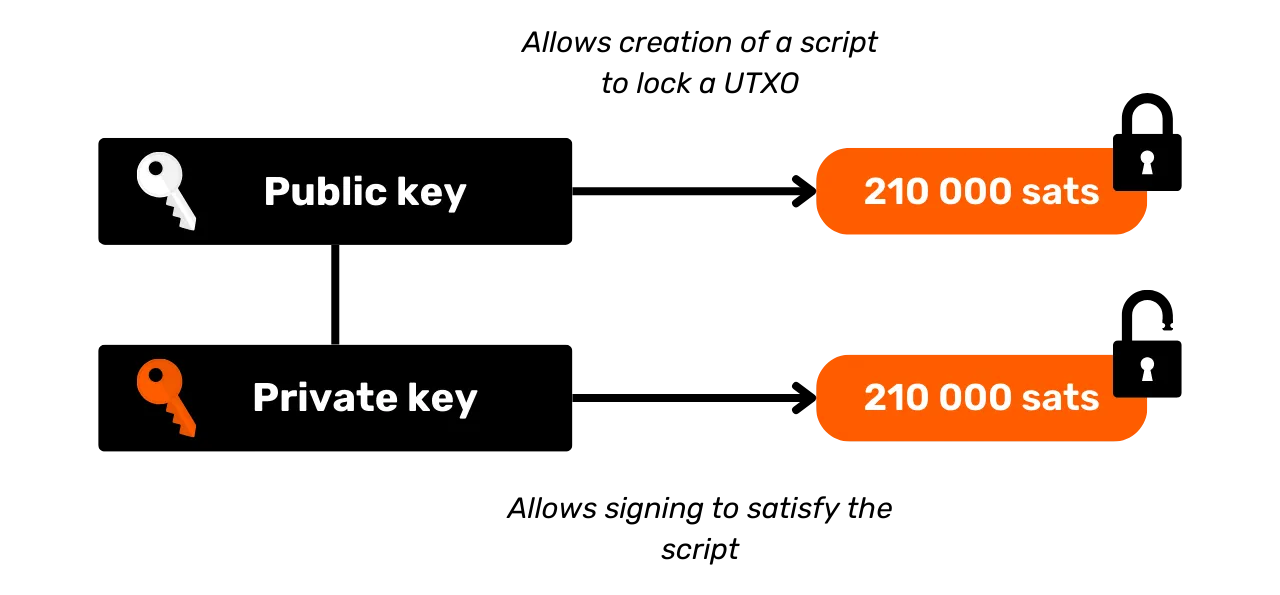 Allows creation of a script
to lock a UTXO
Public key
210 000 sats
Private key
210 000 sats
Allows signing to satisfy the
script